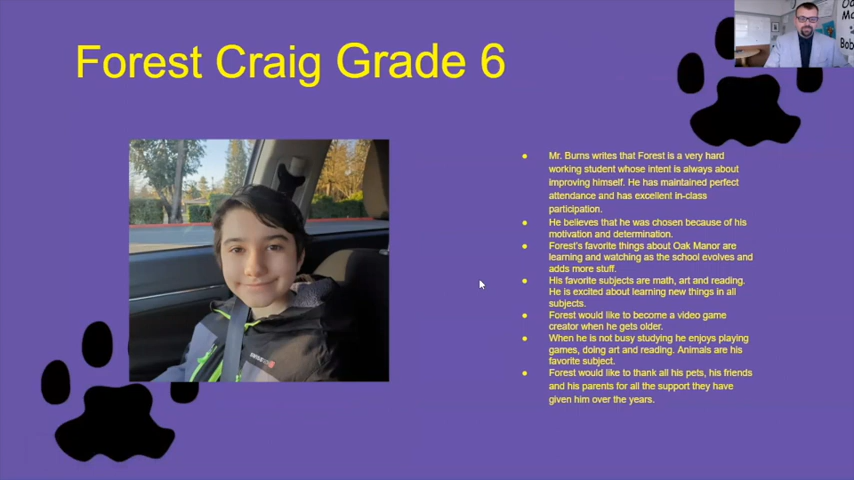 Forest Craig Grade 6
Mr. Burns writes that Forest is a very hard
working student whose intent is always about
improving himself. He has maintained perfect
attendance and has excellent in-class
participation.
He believes that he was chosen because of his
motivation and determination.
Forest's favorite things about Oak Manor are
learning and watching as the school evolves and
adds more stuff.
His favorite subjects are math, art and reading.
He is excited about learning new things in all
subjects.
Forest would like to become a video game
creator when he gets older.
When he is not busy studying he enjoys playing
games, doing art and reading. Animals are his
favorite subject.
Forest would like to thank all his pets, his friends
and his parents for all the support they have
given him over the years.